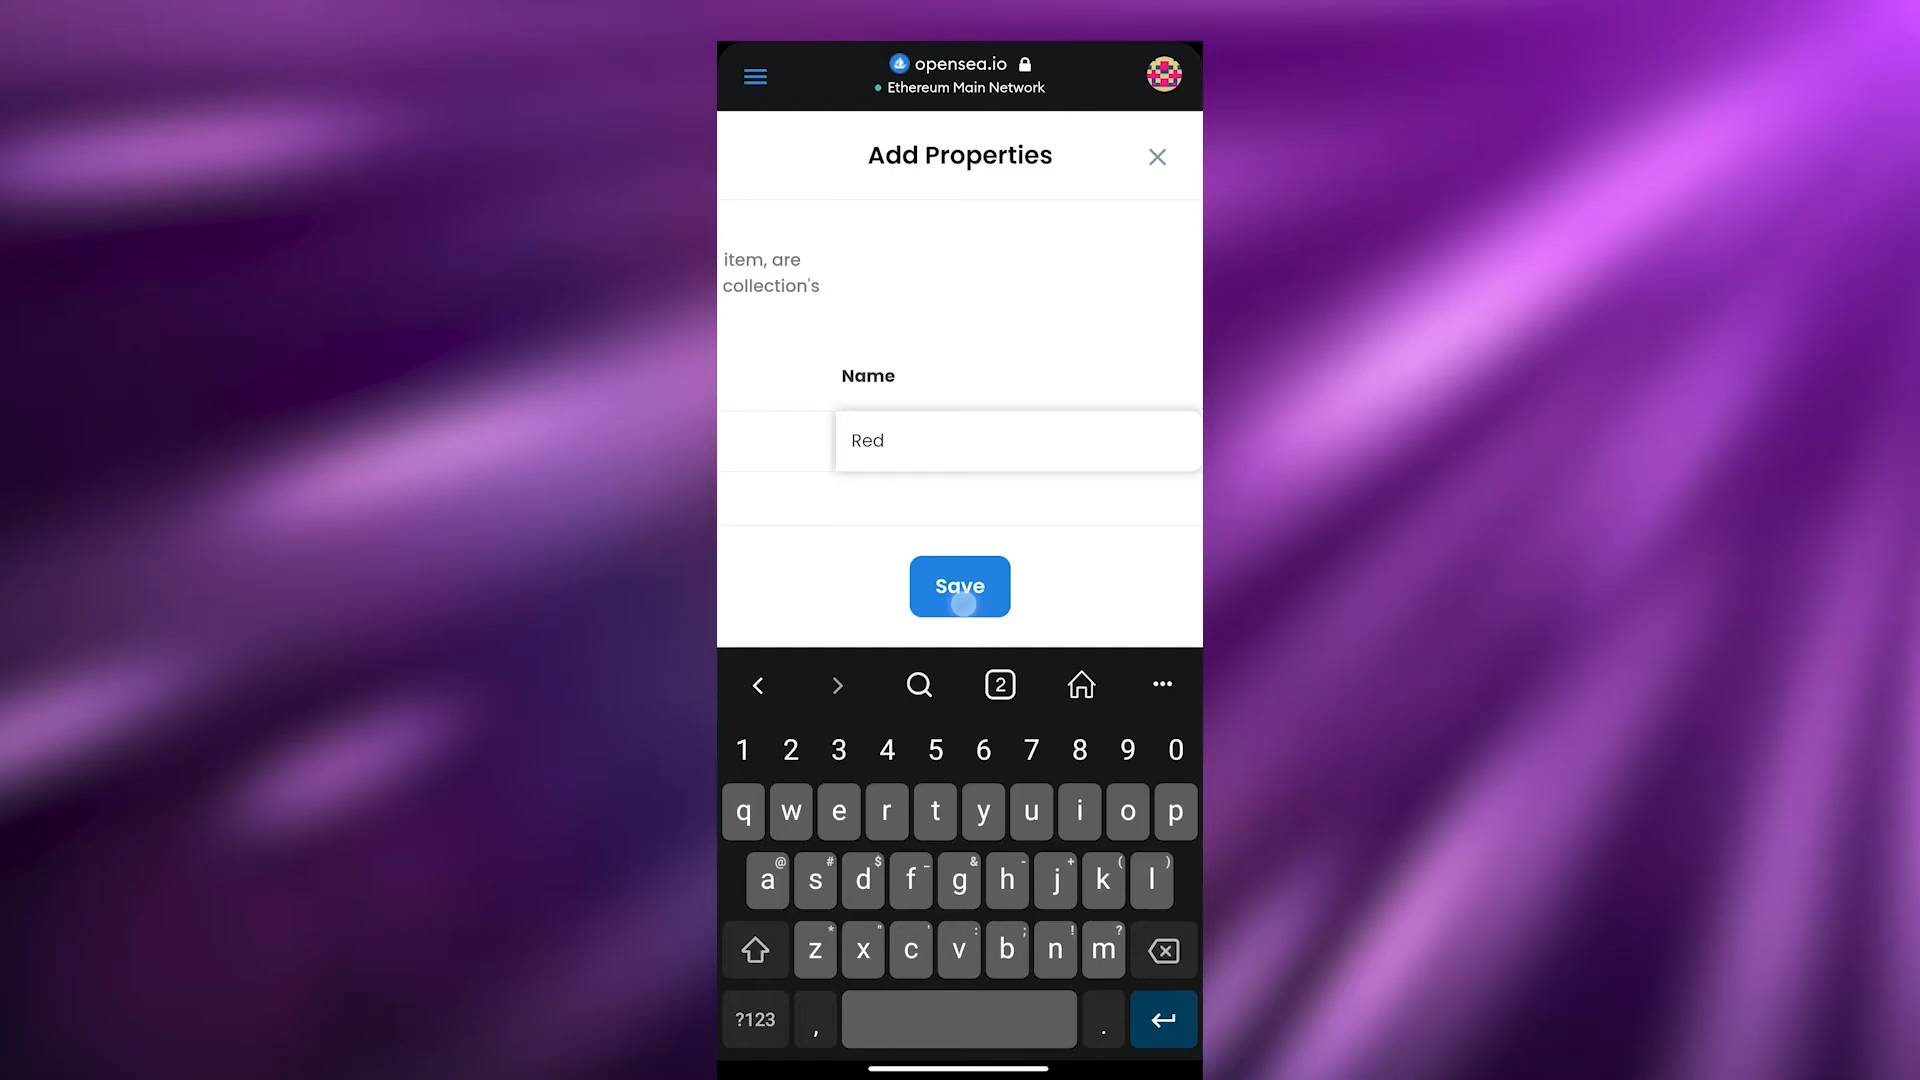 opensea.io
Ethereum Main Network
Add Properties
item, are
collection's
Name
Red
Save
2
1 2 3 4 5 6 7 8 9 0
q w e r t y u i o p
@ # $ _ & - + ( )
a s d f g h j k l
* " ' : ; ! ?
z x c v b n m
?123 , .